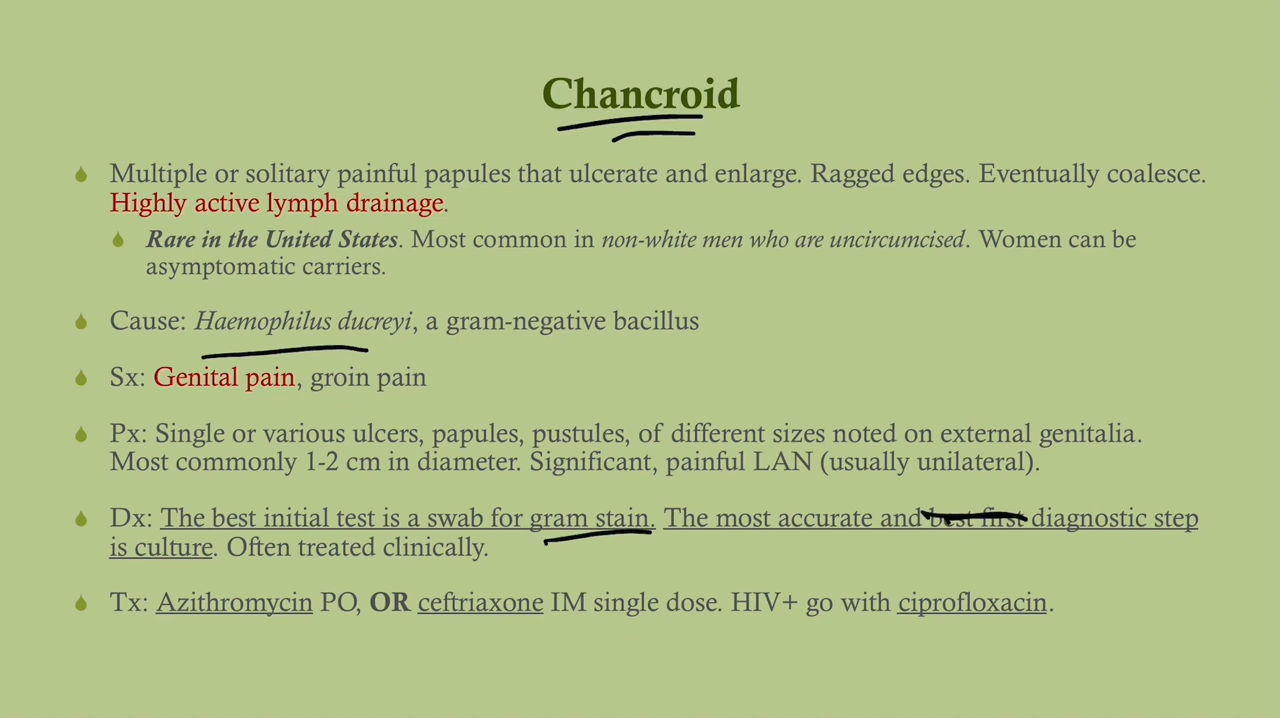 Chancroid
Multiple or solitary painful papules that ulcerate and enlarge. Ragged edges. Eventually coalesce.
Highly active lymph drainage.
Rare in the United States. Most common in non-white men who are uncircumcised. Women can be
asymptomatic carriers.
Cause: Haemophilus ducreyi, a gram-negative bacillus
Sx: Genital pain, groin pain
Px: Single or various ulcers, papules, pustules, of different sizes noted on external genitalia.
Most commonly 1-2 cm in diameter. Significant, painful LAN (usually unilateral).
Dx: The best initial test is a swab for gram stain. The most accurate and best first diagnostic step
is culture. Often treated clinically.
Tx: Azithromycin PO, OR ceftriaxone IM single dose. HIV+ go with ciprofloxacin.